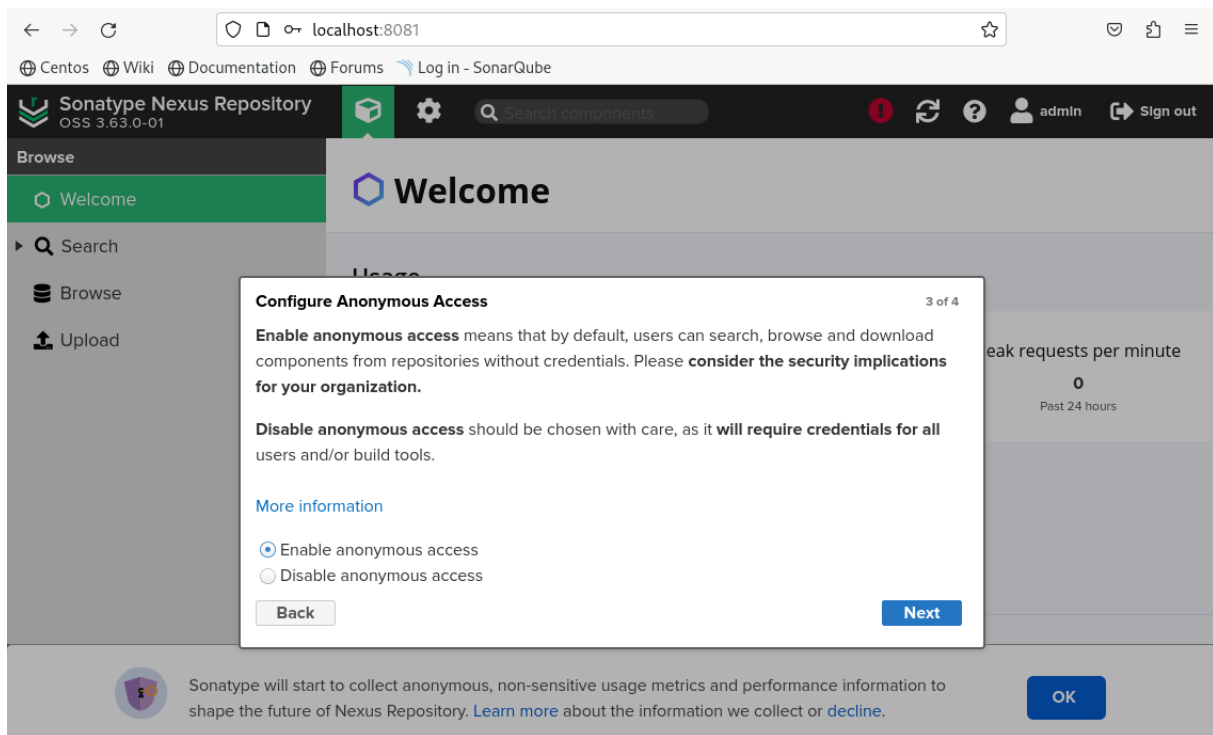 localhost:8081
Centos Wiki Documentation Forums Log in - SonarQube
Sonatype Nexus Repository
OSS 3.63.0-01
Search components
admin
Sign out
Browse
Welcome
Search
Browse
Upload
Welcome
Usage
eak requests per minute
0
Past 24 hours
Configure Anonymous Access
3 of 4
Enable anonymous access means that by default, users can search, browse and download
components from repositories without credentials. Please consider the security implications
for your organization.
Disable anonymous access should be chosen with care, as it will require credentials for all
users and/or build tools.
More information
Enable anonymous access
Disable anonymous access
Back
Next
Sonatype will start to collect anonymous, non-sensitive usage metrics and performance information to
shape the future of Nexus Repository. Learn more about the information we collect or decline.
OK